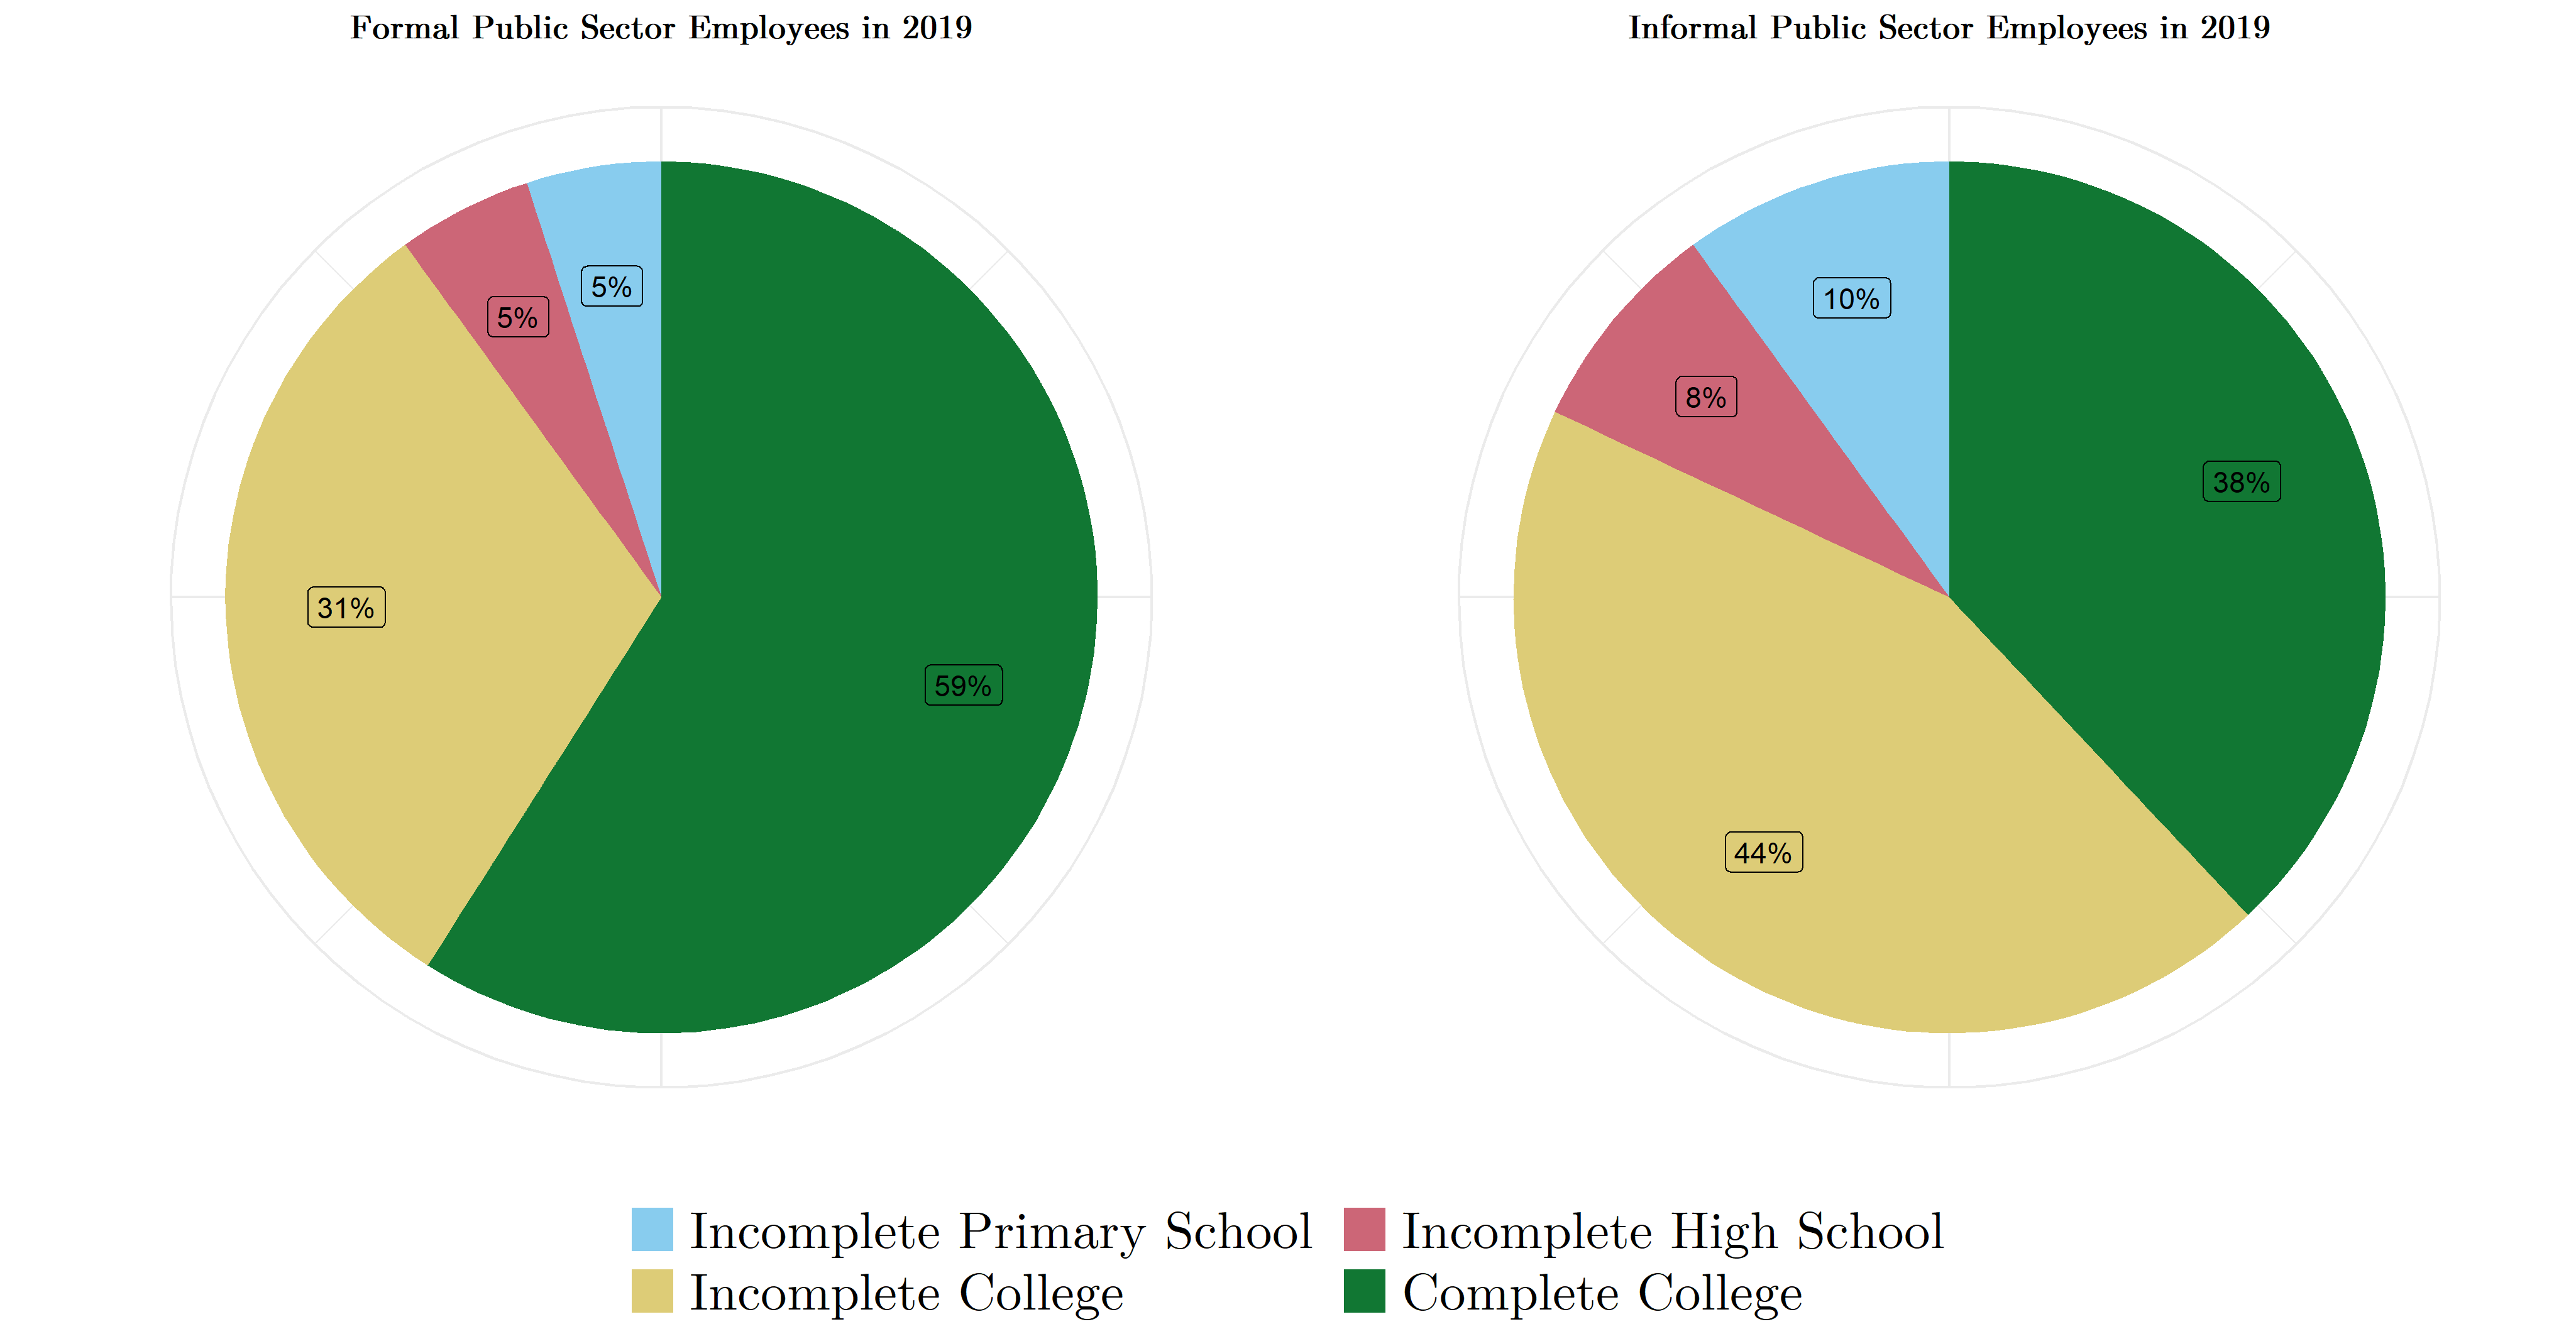 Formal Public Sector Employees in 2019
5%
5%
31%
59%
Informal Public Sector Employees in 2019
10%
8%
38%
44%
Incomplete Primary School
Incomplete High School
Incomplete College
Complete College